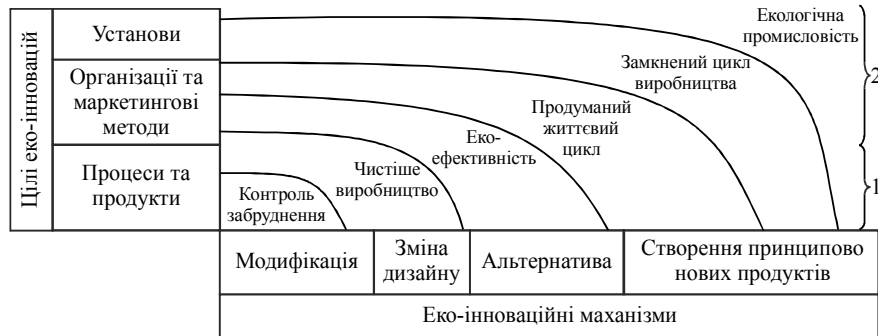 Цілі еко-інновацій
Установи
Організації та
маркетингові
методи
Процеси та
продукти
Контроль
забруднення
Чистіше
виробництво
Еко-
ефективність
Продуманий
життєвий
цикл
Замкнений цикл
виробництва
Екологічна
промисловість
2
1
Модифікація
Зміна
дизайну
Альтернатива
Створення принципово
нових продуктів
Еко-інноваційні маханізми